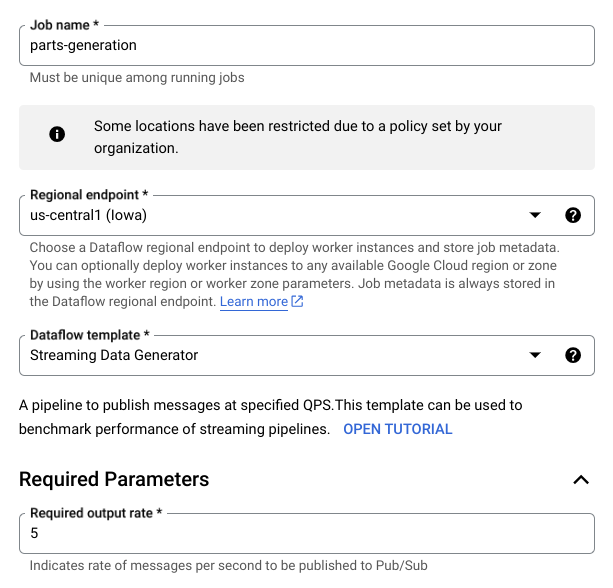 Job name *
parts-generation
Must be unique among running jobs
Some locations have been restricted due to a policy set by your
organization.
Regional endpoint *
us-central1 (Iowa)
Choose a Dataflow regional endpoint to deploy worker instances and store job metadata.
You can optionally deploy worker instances to any available Google Cloud region or zone
by using the worker region or worker zone parameters. Job metadata is always stored in
the Dataflow regional endpoint. Learn more
Dataflow template *
Streaming Data Generator
A pipeline to publish messages at specified QPS.This template can be used to
benchmark performance of streaming pipelines. OPEN TUTORIAL
Required Parameters
Required output rate *
5
Indicates rate of messages per second to be published to Pub/Sub